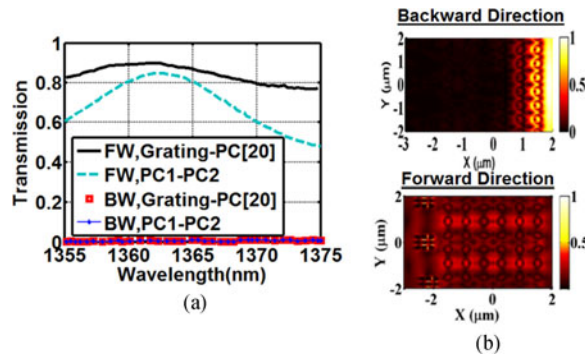 (a)
Transmission
1
0.8
0.6
0.4
0.2
0
FW,Grating-PC[20]
FW,PC1-PC2
BW,Grating-PC[20]
BW,PC1-PC2
1355 1360 1365 1370 1375
Wavelength(nm)
(a)
Backward Direction
Y (μm)
2
1
0
-1
-2
-3 -2 -1 0 1 2
X (μm)
1
0.5
0
Forward Direction
Y (μm)
2
0
-2
-2 0 2
X (μm)
1
0.5
(b)